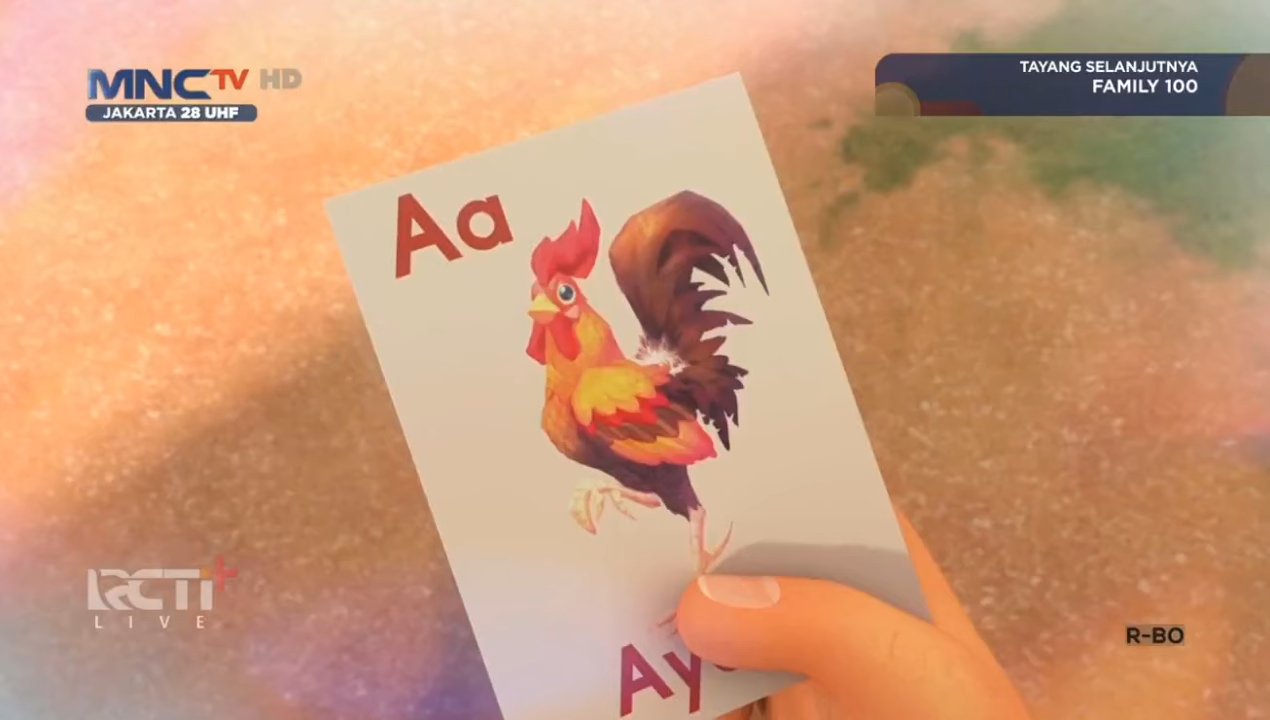 MNCTV HD
JAKARTA 28 UHF
TAYANG SELANJUTNYA
FAMILY 100
Aa
RCTI+
LIVE
R-BO